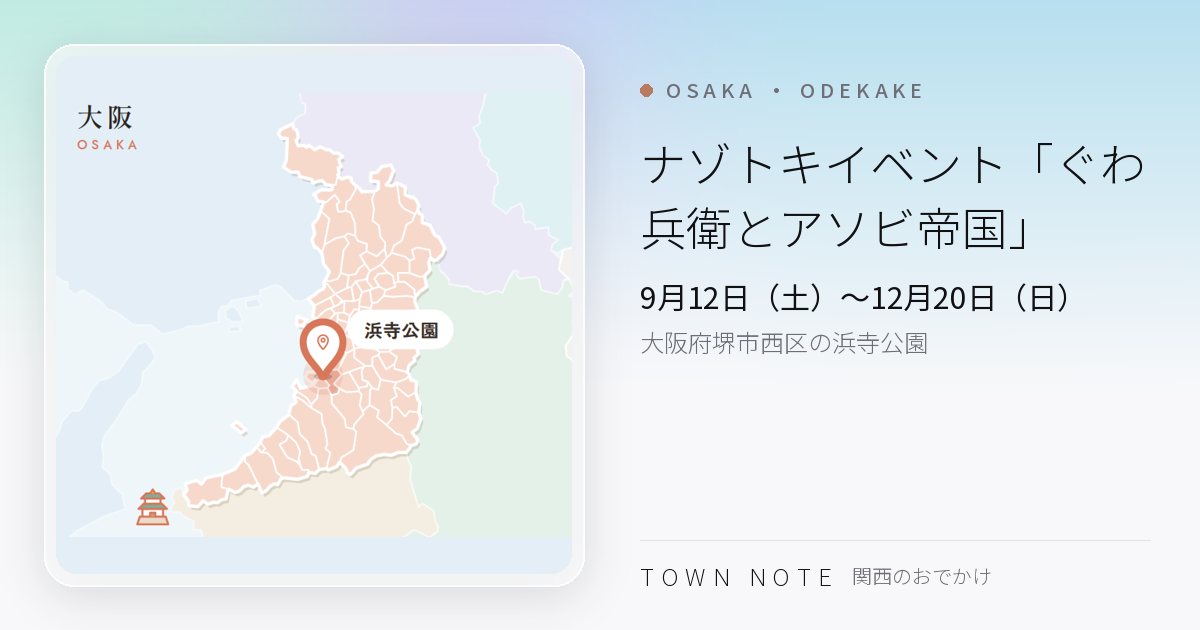 大阪
OSAKA
浜寺公園
OSAKA • ODEKAKE
ナゾトキイベント「ぐわ
兵衛とアソビ帝国」
9月12日（土）〜12月20日（日）
大阪府堺市西区の浜寺公園
TOWN NOTE 関西のおでかけ